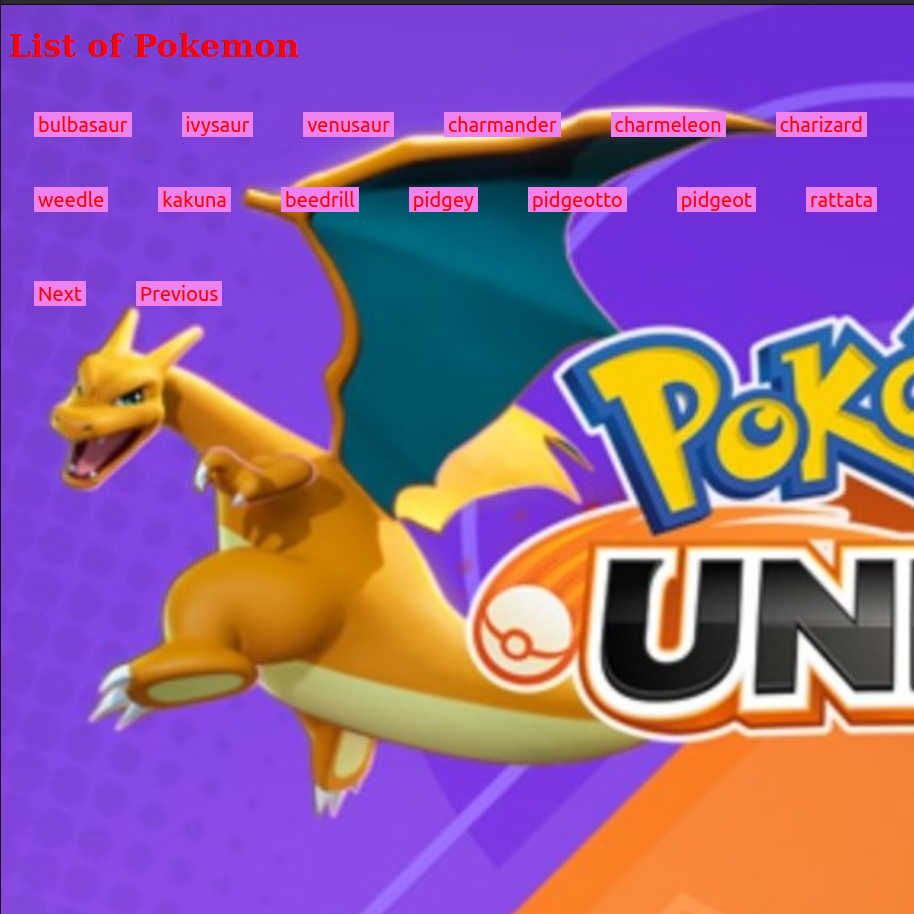 List of Pokemon
bulbasaur ivysaur venusaur charmander charmeleon charizard
weedle kakuna beedrill pidgey pidgeotto pidgeot rattata
Next Previous
POKÉ
UNI